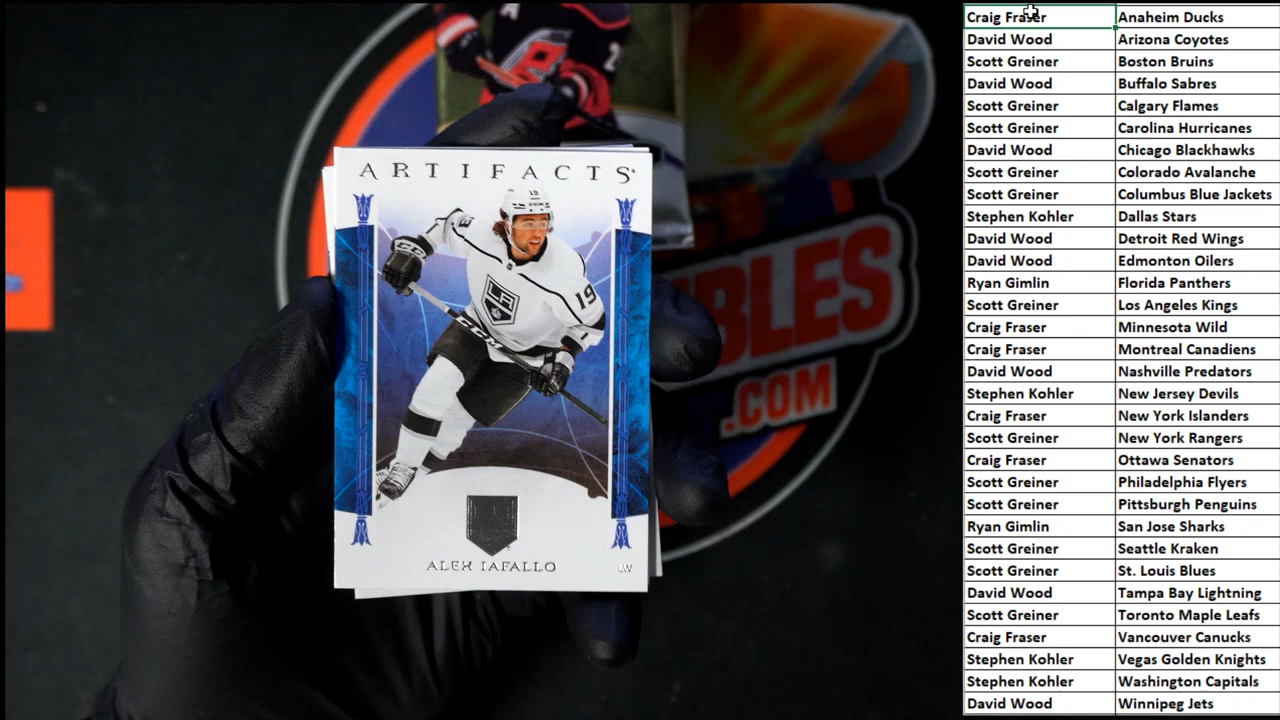 ARTIFACTS
19
19
CCM
LA
19
CCM
ALEX IAFALLO
LW
BLES
.COM
Craig Fraser Anaheim Ducks
David Wood Arizona Coyotes
Scott Greiner Boston Bruins
David Wood Buffalo Sabres
Scott Greiner Calgary Flames
Scott Greiner Carolina Hurricanes
David Wood Chicago Blackhawks
Scott Greiner Colorado Avalanche
Scott Greiner Columbus Blue Jackets
Stephen Kohler Dallas Stars
David Wood Detroit Red Wings
David Wood Edmonton Oilers
Ryan Gimlin Florida Panthers
Scott Greiner Los Angeles Kings
Craig Fraser Minnesota Wild
Craig Fraser Montreal Canadiens
David Wood Nashville Predators
Stephen Kohler New Jersey Devils
Craig Fraser New York Islanders
Scott Greiner New York Rangers
Craig Fraser Ottawa Senators
Scott Greiner Philadelphia Flyers
Scott Greiner Pittsburgh Penguins
Ryan Gimlin San Jose Sharks
Scott Greiner Seattle Kraken
Scott Greiner St. Louis Blues
David Wood Tampa Bay Lightning
Scott Greiner Toronto Maple Leafs
Craig Fraser Vancouver Canucks
Stephen Kohler Vegas Golden Knights
Stephen Kohler Washington Capitals
David Wood Winnipeg Jets